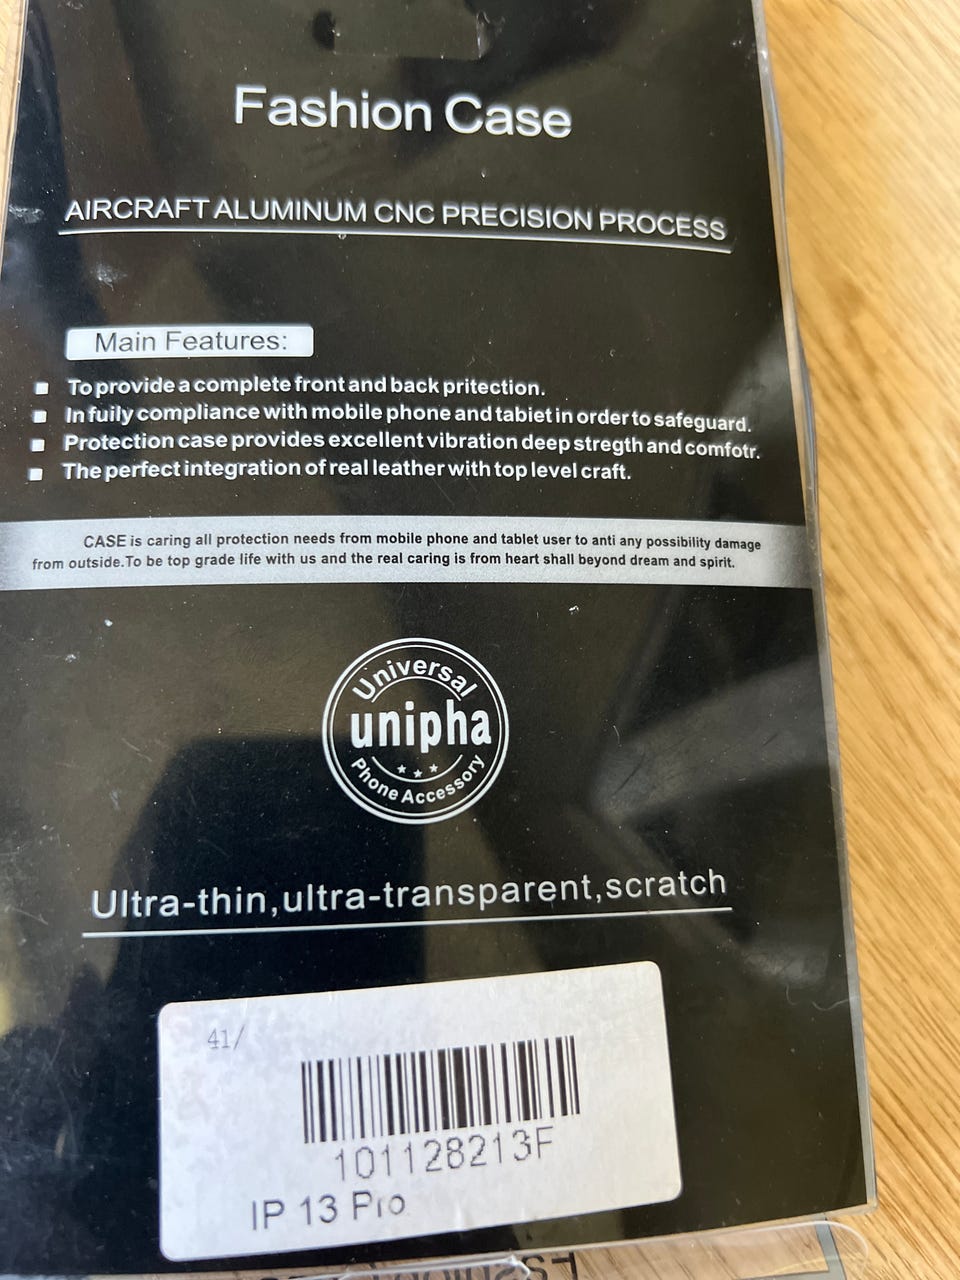 Fashion Case
AIRCRAFT ALUMINUM CNC PRECISION PROCESS
Main Features:
To provide a complete front and back pritection.
In fuily compliance with mobile phone and tabiet in order to safeguard.
Protection case provides excellent vibration deep stregth and comfotr.
The perfect integration of real leather with top level craft.
CASE is caring all protection needs from mobile phone and tablet user to anti any possibility damage
from outside.To be top grade life with us and the real caring is from heart shall beyond dream and spirit.
Universal
unipha
Phone Accessory
Ultra-thin,ultra-transparent,scratch
41/
101128213F
IP 13 Pro